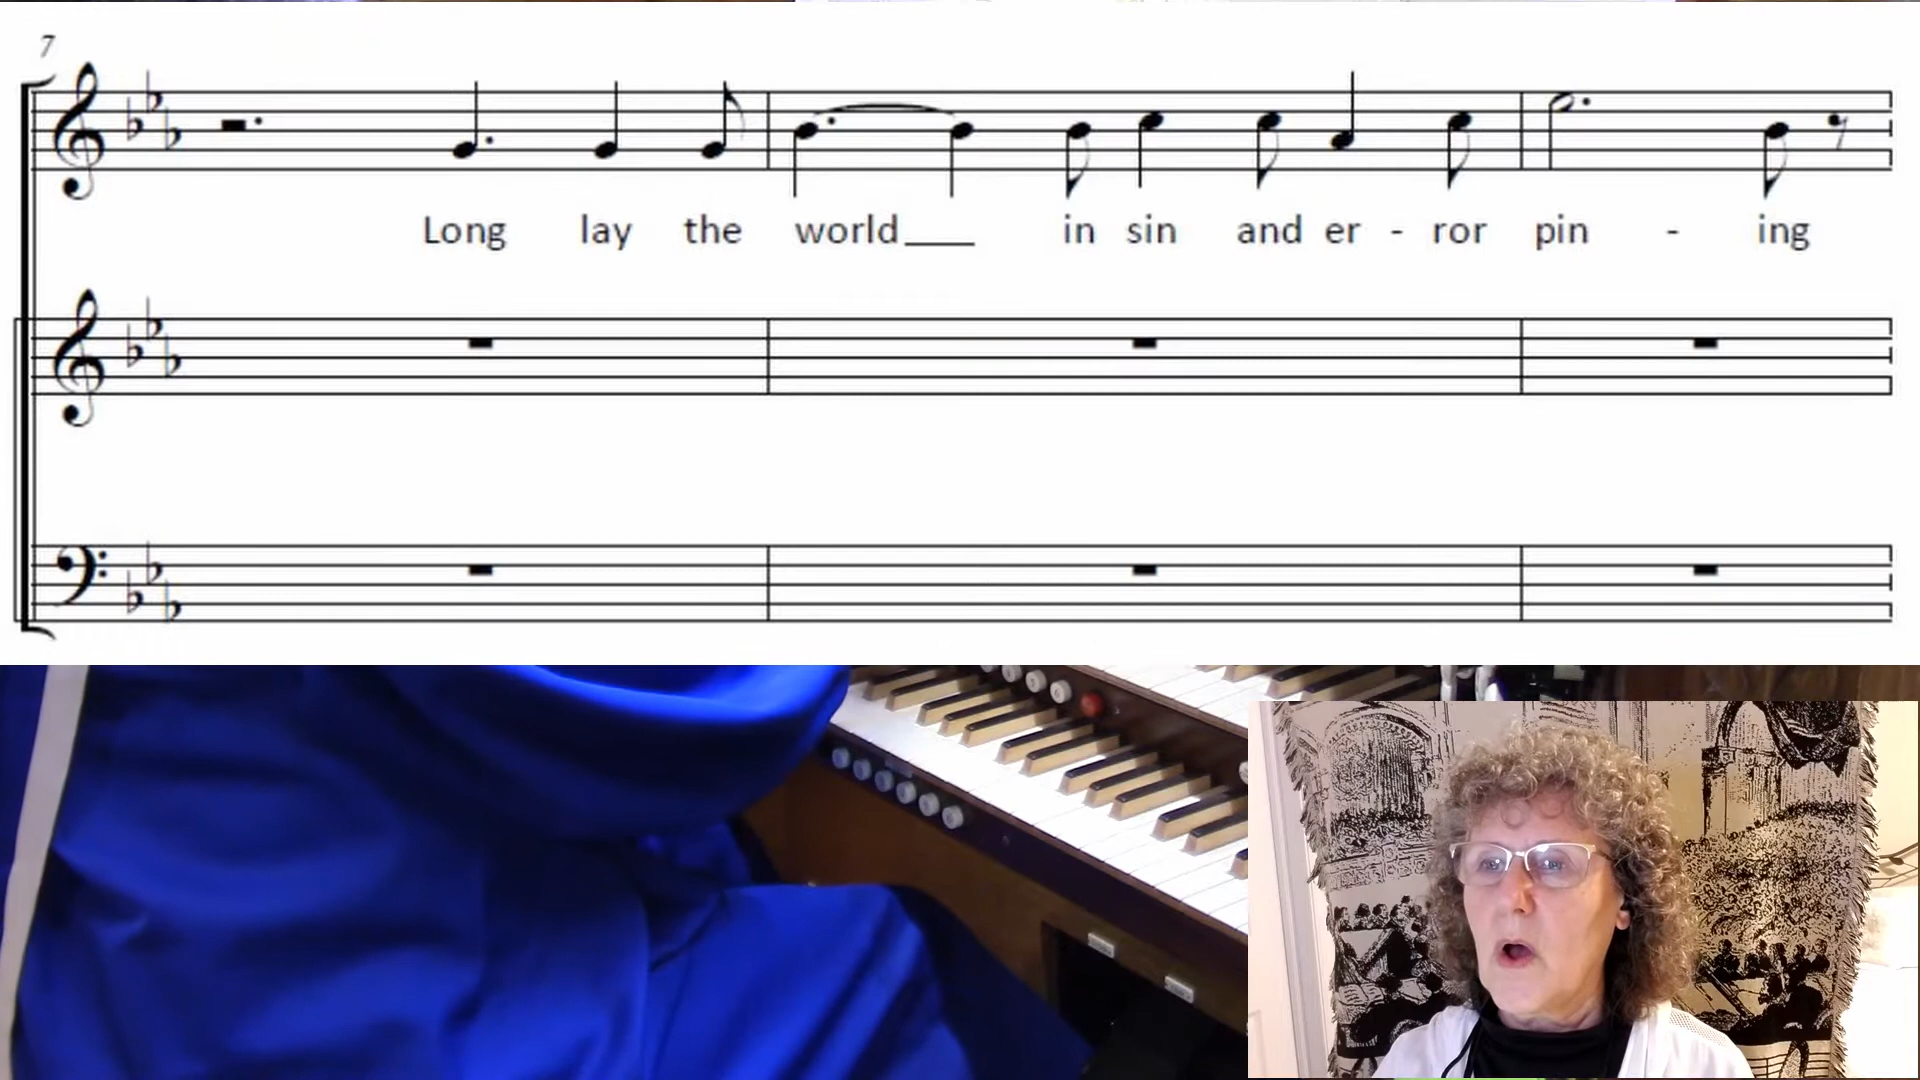 7
Long lay the world___ in sin and er - ror pin - ing